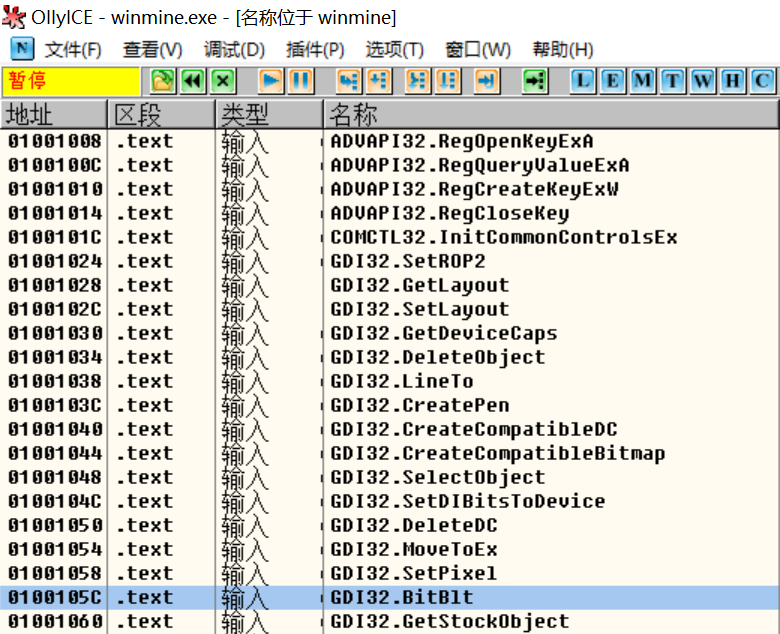 OllyICE - winmine.exe - [名称位于 winmine]
N 文件(F) 查看(V) 调试(D) 插件(P) 选项(T) 窗口(W) 帮助(H)
暂停 L E M T W H C
地址 区段 类型 名称
01001008 .text 输入 ADVAPI32.RegOpenKeyExA
0100100C .text 输入 ADVAPI32.RegQueryValueExA
01001010 .text 输入 ADVAPI32.RegCreateKeyExW
01001014 .text 输入 ADVAPI32.RegCloseKey
0100101C .text 输入 COMCTL32.InitCommonControlsEx
01001024 .text 输入 GDI32.SetROP2
01001028 .text 输入 GDI32.GetLayout
0100102C .text 输入 GDI32.SetLayout
01001030 .text 输入 GDI32.GetDeviceCaps
01001034 .text 输入 GDI32.DeleteObject
01001038 .text 输入 GDI32.LineTo
0100103C .text 输入 GDI32.CreatePen
01001040 .text 输入 GDI32.CreateCompatibleDC
01001044 .text 输入 GDI32.CreateCompatibleBitmap
01001048 .text 输入 GDI32.SelectObject
0100104C .text 输入 GDI32.SetDIBitsToDevice
01001050 .text 输入 GDI32.DeleteDC
01001054 .text 输入 GDI32.MoveToEx
01001058 .text 输入 GDI32.SetPixel
0100105C .text 输入 GDI32.BitBlt
01001060 .text 输入 GDI32.GetStockObject